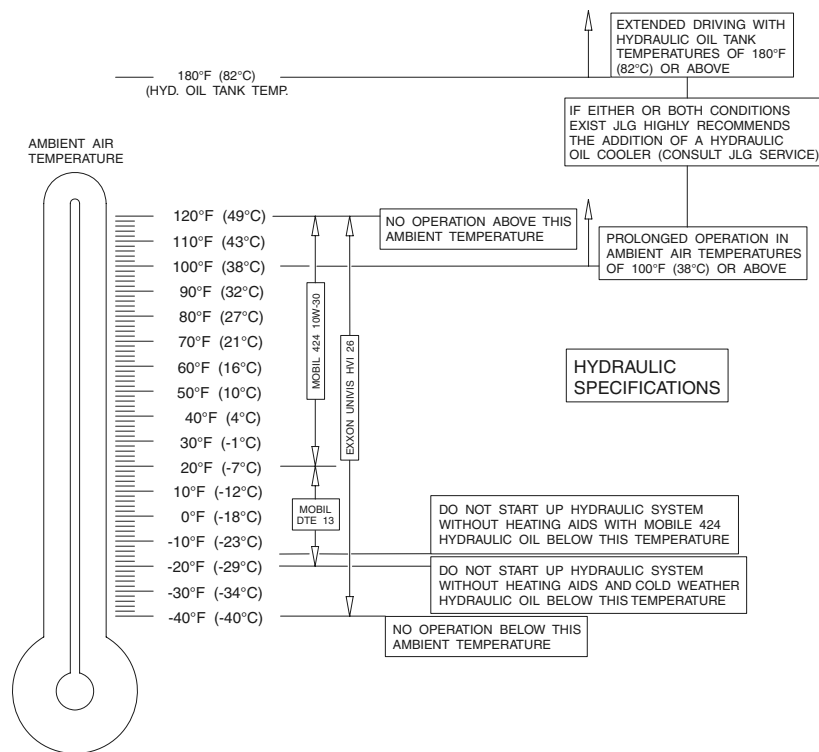 EXTENDED DRIVING WITH
HYDRAULIC OIL TANK
TEMPERATURES OF 180°F
(82°C) OR ABOVE
180°F (82°C)
(HYD. OIL TANK TEMP.
IF EITHER OR BOTH CONDITIONS
EXIST JLG HIGHLY RECOMMENDS
THE ADDITION OF A HYDRAULIC
OIL COOLER (CONSULT JLG SERVICE)
AMBIENT AIR
TEMPERATURE
120°F (49°C)
110°F (43°C)
100°F (38°C)
90°F (32°C)
80°F (27°C)
70°F (21°C)
60°F (16°C)
50°F (10°C)
40°F (4°C)
30°F (-1°C)
20°F (-7°C)
10°F (-12°C)
0°F (-18°C)
-10°F (-23°C)
-20°F (-29°C)
-30°F (-34°C)
-40°F (-40°C)
MOBIL 424 10W-30
EXXON UNIVIS HVI 26
MOBIL
DTE 13
NO OPERATION ABOVE THIS
AMBIENT TEMPERATURE
PROLONGED OPERATION IN
AMBIENT AIR TEMPERATURES
OF 100°F (38°C) OR ABOVE
HYDRAULIC
SPECIFICATIONS
DO NOT START UP HYDRAULIC SYSTEM
WITHOUT HEATING AIDS WITH MOBILE 424
HYDRAULIC OIL BELOW THIS TEMPERATURE
DO NOT START UP HYDRAULIC SYSTEM
WITHOUT HEATING AIDS AND COLD WEATHER
HYDRAULIC OIL BELOW THIS TEMPERATURE
NO OPERATION BELOW THIS
AMBIENT TEMPERATURE